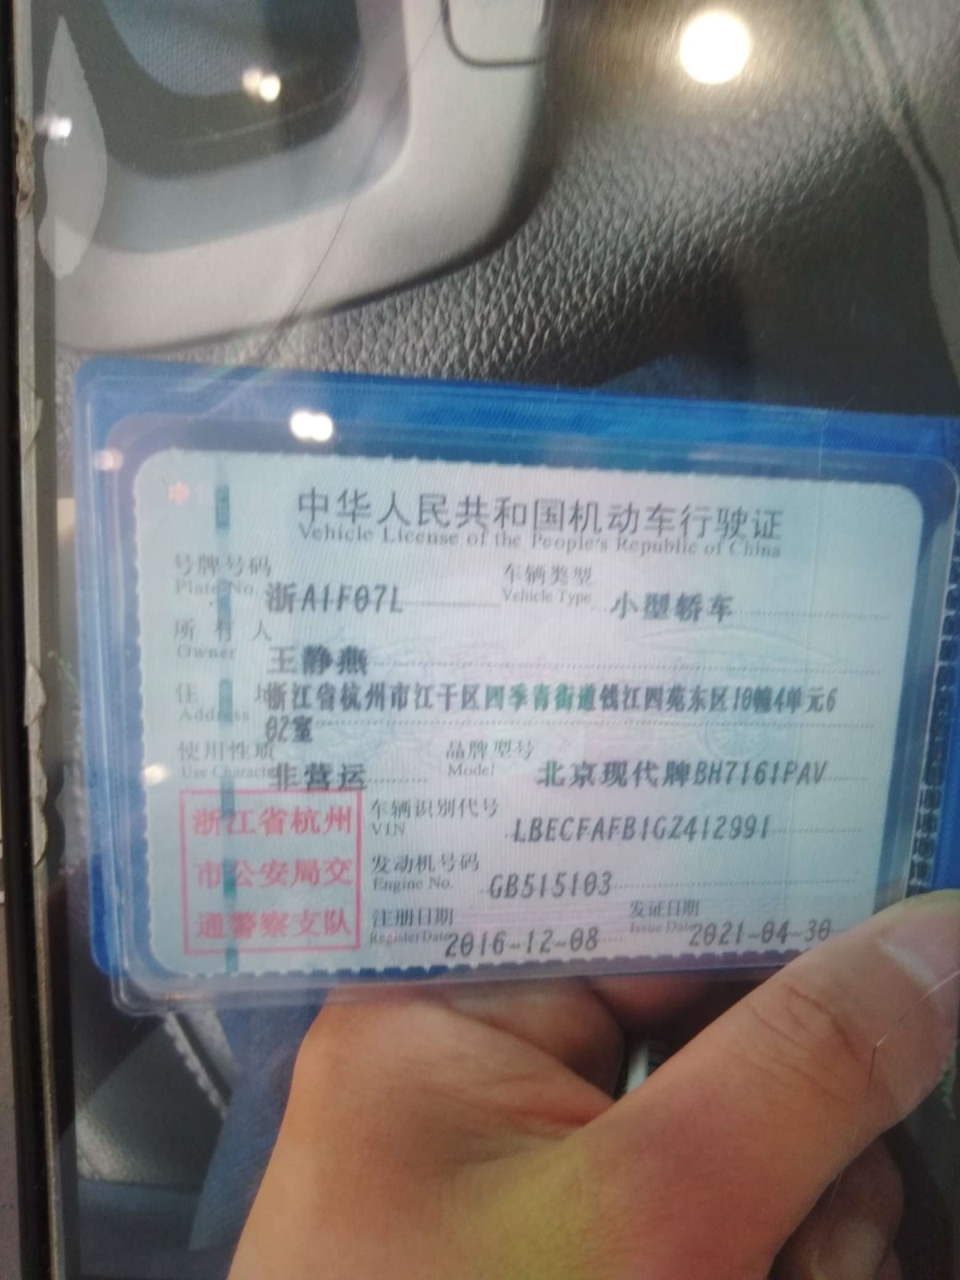 中华人民共和国机动车行驶证
Vehicle License of the People's Republic of China
号牌号码 浙A1F07L 车辆类型 小型轿车
Plate No. Vehicle Type
所有人 王静燕
Owner
住址 浙江省杭州市江干区四季青街道钱江四苑东区10幢4单元6
Address 02室
使用性质 非营运 品牌型号 北京现代牌BH7161PAV
Use Character Model
浙江省杭州
市公安局交
通警察支队
车辆识别代号
VIN LBECFAFB1GZ412991
发动机号码
Engine No. GB515103
注册日期 2016-12-08 发证日期 2021-04-30
Register Date Issue Date